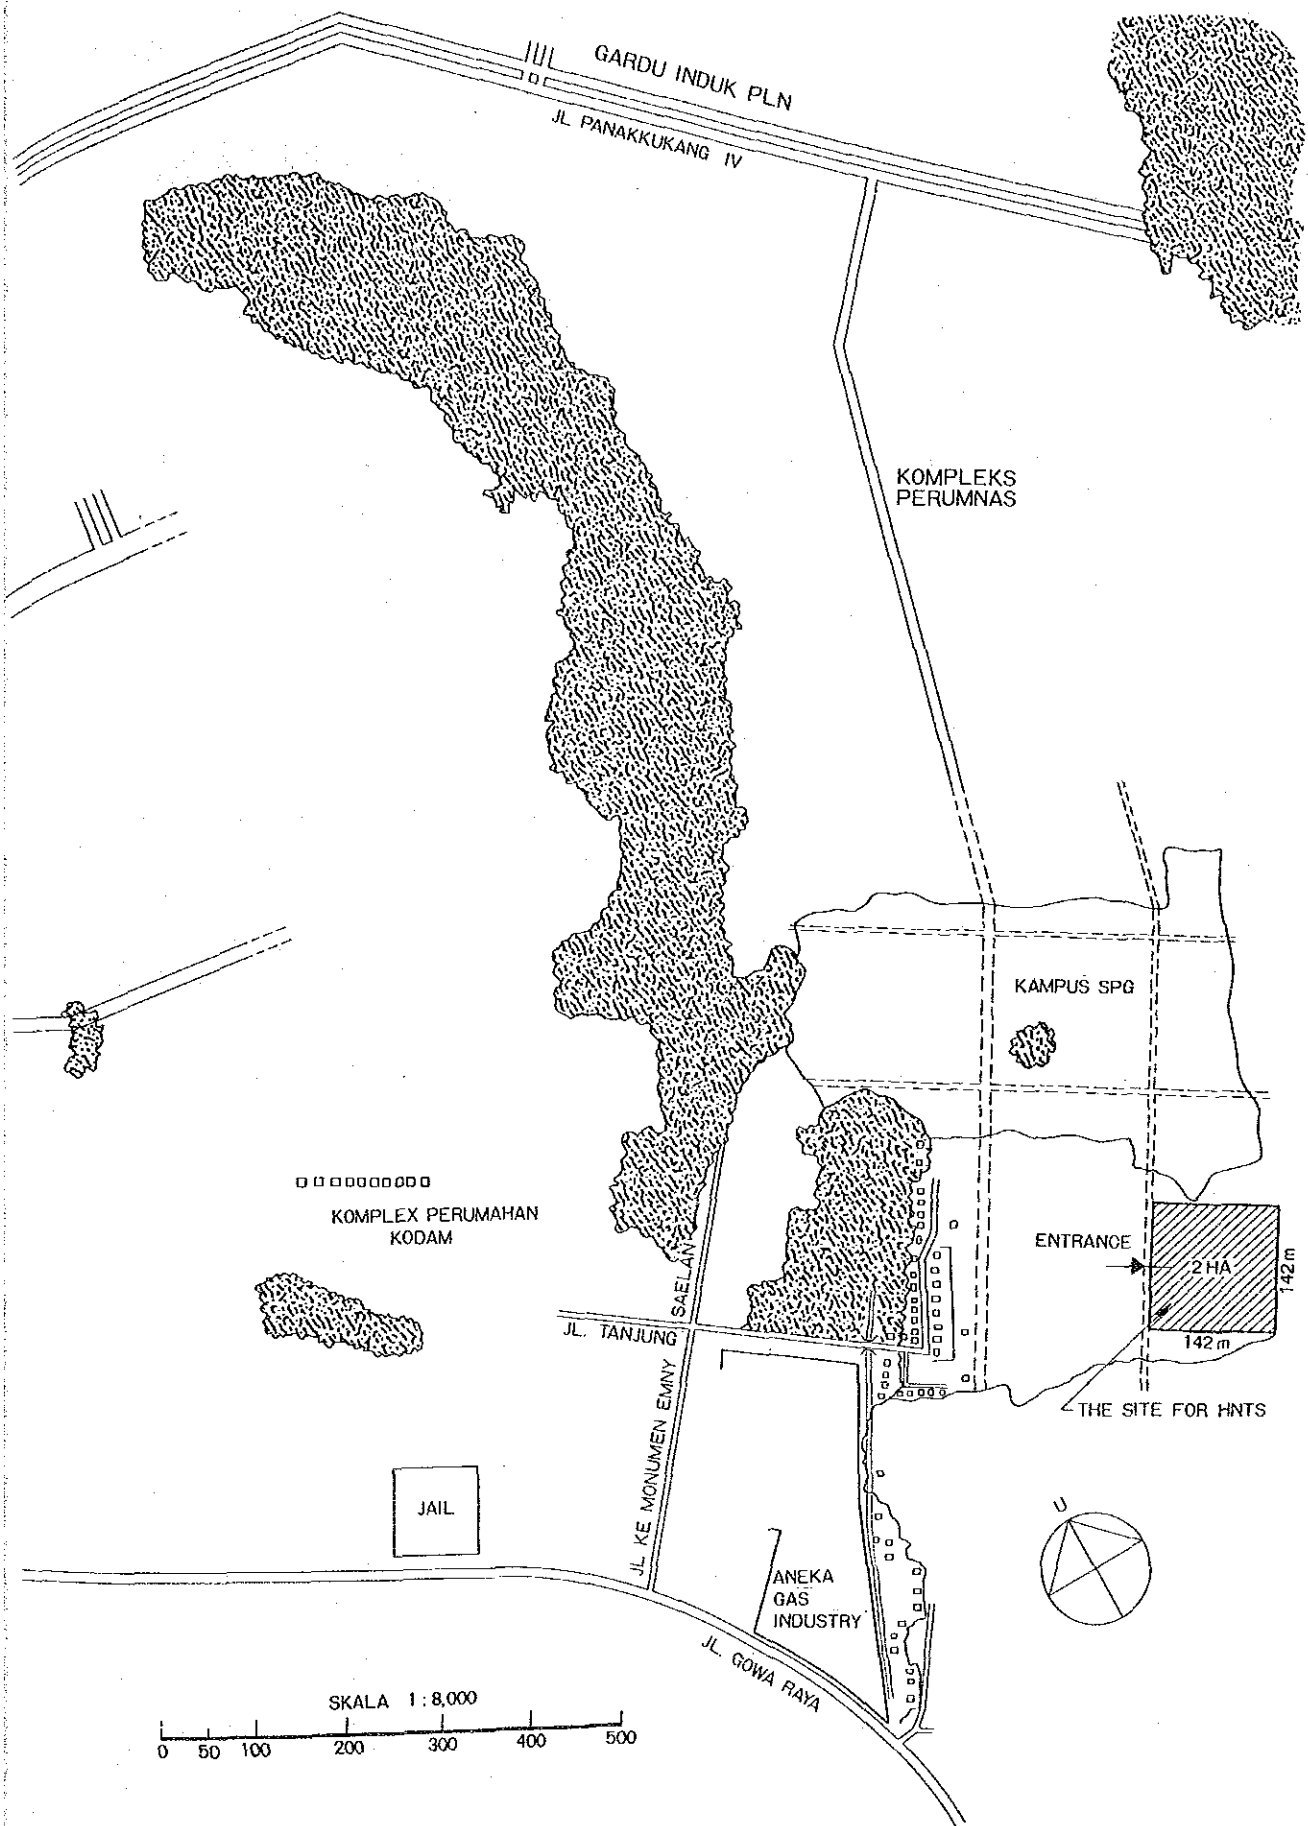 GARDU INDUK PLN
JL PANAKKUKANG IV
KOMPLEKS
PERUMNAS
KAMPUS SPG
KOMPLEX PERUMAHAN
KODAM
ENTRANCE
2 HA
142 m
142 m
JL. TANJUNG
JL KE MONUMEN EMNY SAELAN
THE SITE FOR HNTS
JAIL
U
ANEKA
GAS
INDUSTRY
JL. GOWA RAYA
SKALA 1 : 8,000
0 50 100 200 300 400 500